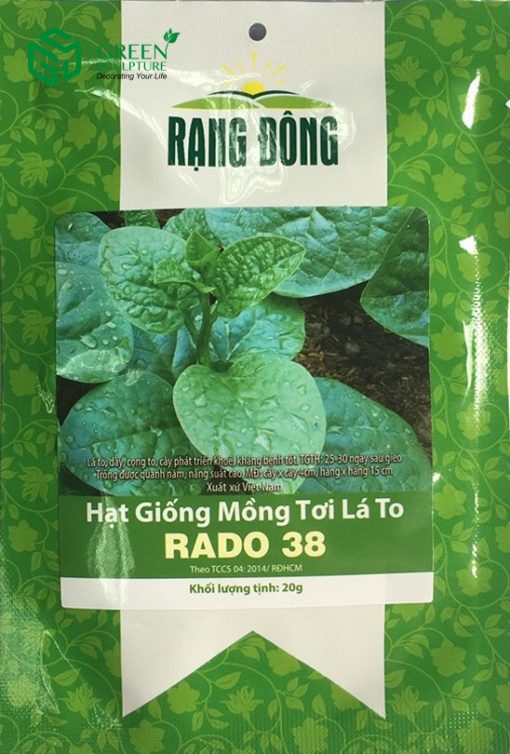 GREEN
SCULPTURE
Decorating Your Life
RẠNG ĐÔNG
Lá to, dày, cọng to, cây phát triển khỏe, kháng bệnh tốt, TGTH: 25-30 ngày sau gieo
Trồng được quanh năm, năng suất cao, MĐ: cây x cây 4cm, hàng x hàng 15 cm
Xuất xứ Việt Nam
Hạt Giống Mồng Tơi Lá To
RADO 38
Theo TCCS 04: 2014/ RĐHCM
Khối lượng tịnh: 20g